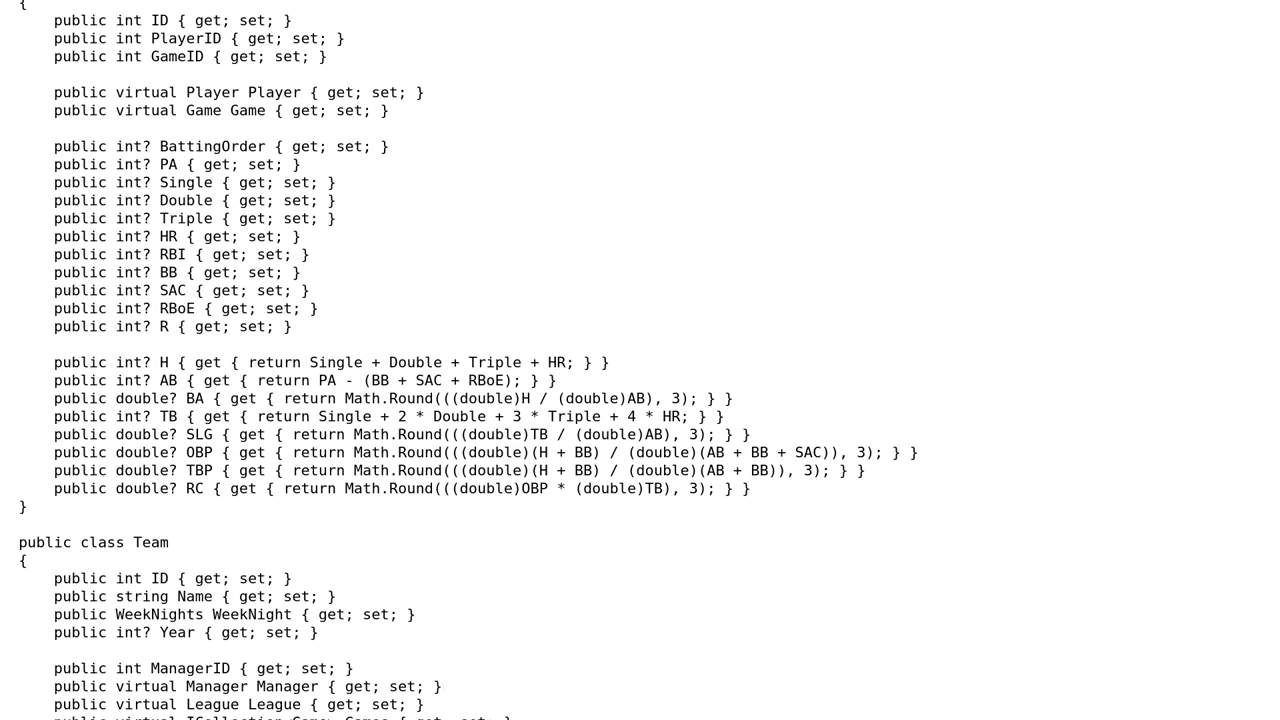 {
    public int ID { get; set; }
    public int PlayerID { get; set; }
    public int GameID { get; set; }

    public virtual Player Player { get; set; }
    public virtual Game Game { get; set; }

    public int? BattingOrder { get; set; }
    public int? PA { get; set; }
    public int? Single { get; set; }
    public int? Double { get; set; }
    public int? Triple { get; set; }
    public int? HR { get; set; }
    public int? RBI { get; set; }
    public int? BB { get; set; }
    public int? SAC { get; set; }
    public int? RBoE { get; set; }
    public int? R { get; set; }

    public int? H { get { return Single + Double + Triple + HR; } }
    public int? AB { get { return PA - (BB + SAC + RBoE); } }
    public double? BA { get { return Math.Round(((double)H / (double)AB), 3); } }
    public int? TB { get { return Single + 2 * Double + 3 * Triple + 4 * HR; } }
    public double? SLG { get { return Math.Round(((double)TB / (double)AB), 3); } }
    public double? OBP { get { return Math.Round(((double)(H + BB) / (double)(AB + BB + SAC)), 3); } }
    public double? TBP { get { return Math.Round(((double)(H + BB) / (double)(AB + BB)), 3); } }
    public double? RC { get { return Math.Round(((double)OBP * (double)TB), 3); } }
}

public class Team
{
    public int ID { get; set; }
    public string Name { get; set; }
    public WeekNights WeekNight { get; set; }
    public int? Year { get; set; }

    public int ManagerID { get; set; }
    public virtual Manager Manager { get; set; }
    public virtual League League { get; set; }
    public virtual ICollection<Game> Games { get; set; }